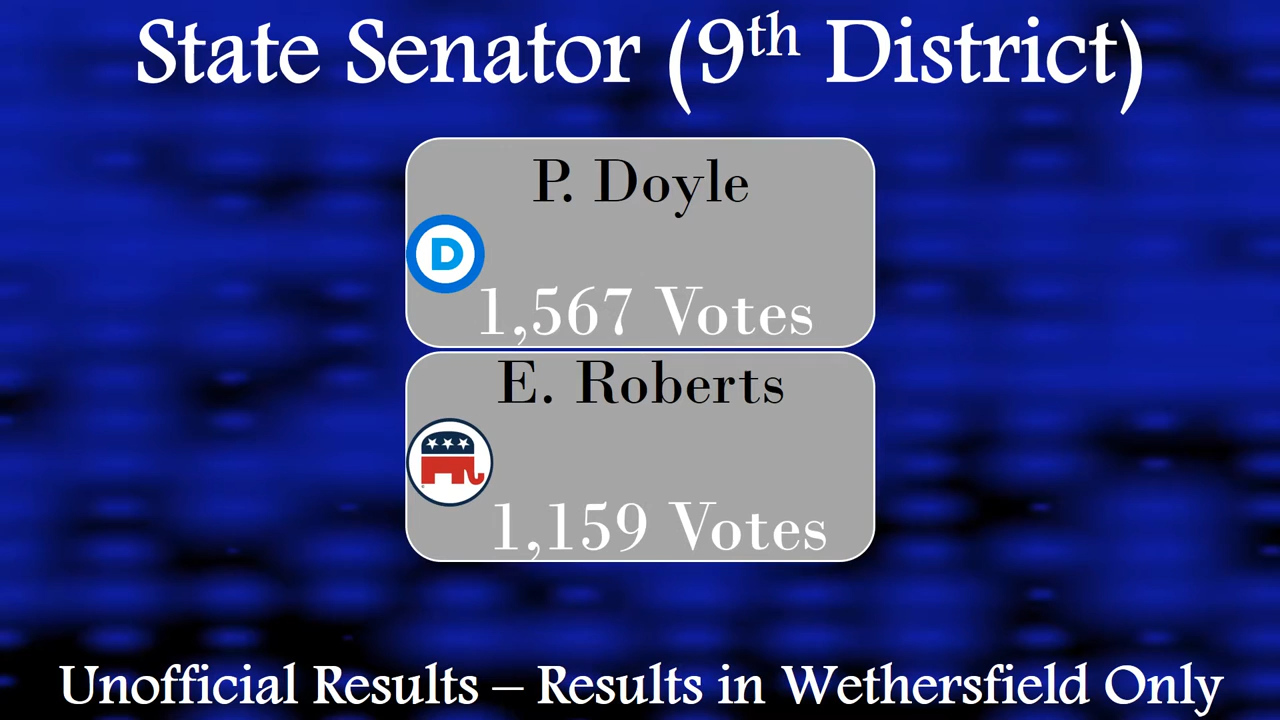 State Senator (9th District)
P. Doyle
D
1,567 Votes
E. Roberts
1,159 Votes
Unofficial Results – Results in Wethersfield Only